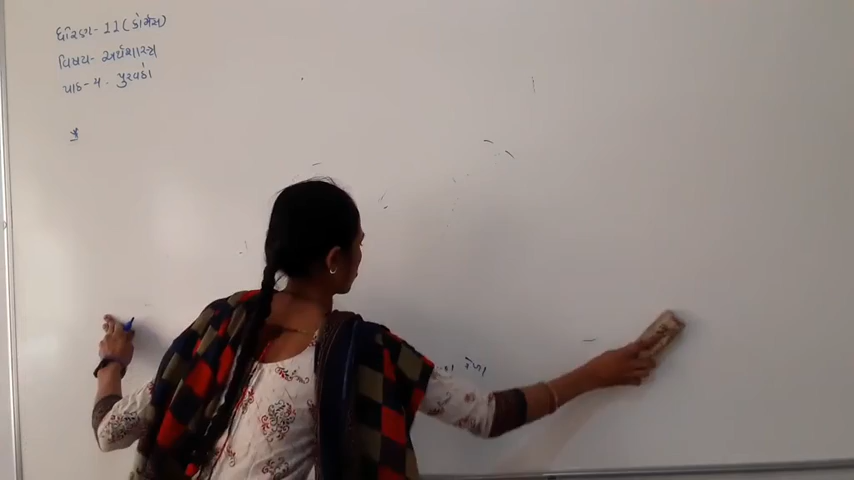 ધોરણ - 11 (કોમર્સ)
વિષય - અર્થશાસ્ત્ર
પાઠ - 4. પુરવઠો
*
રેખા